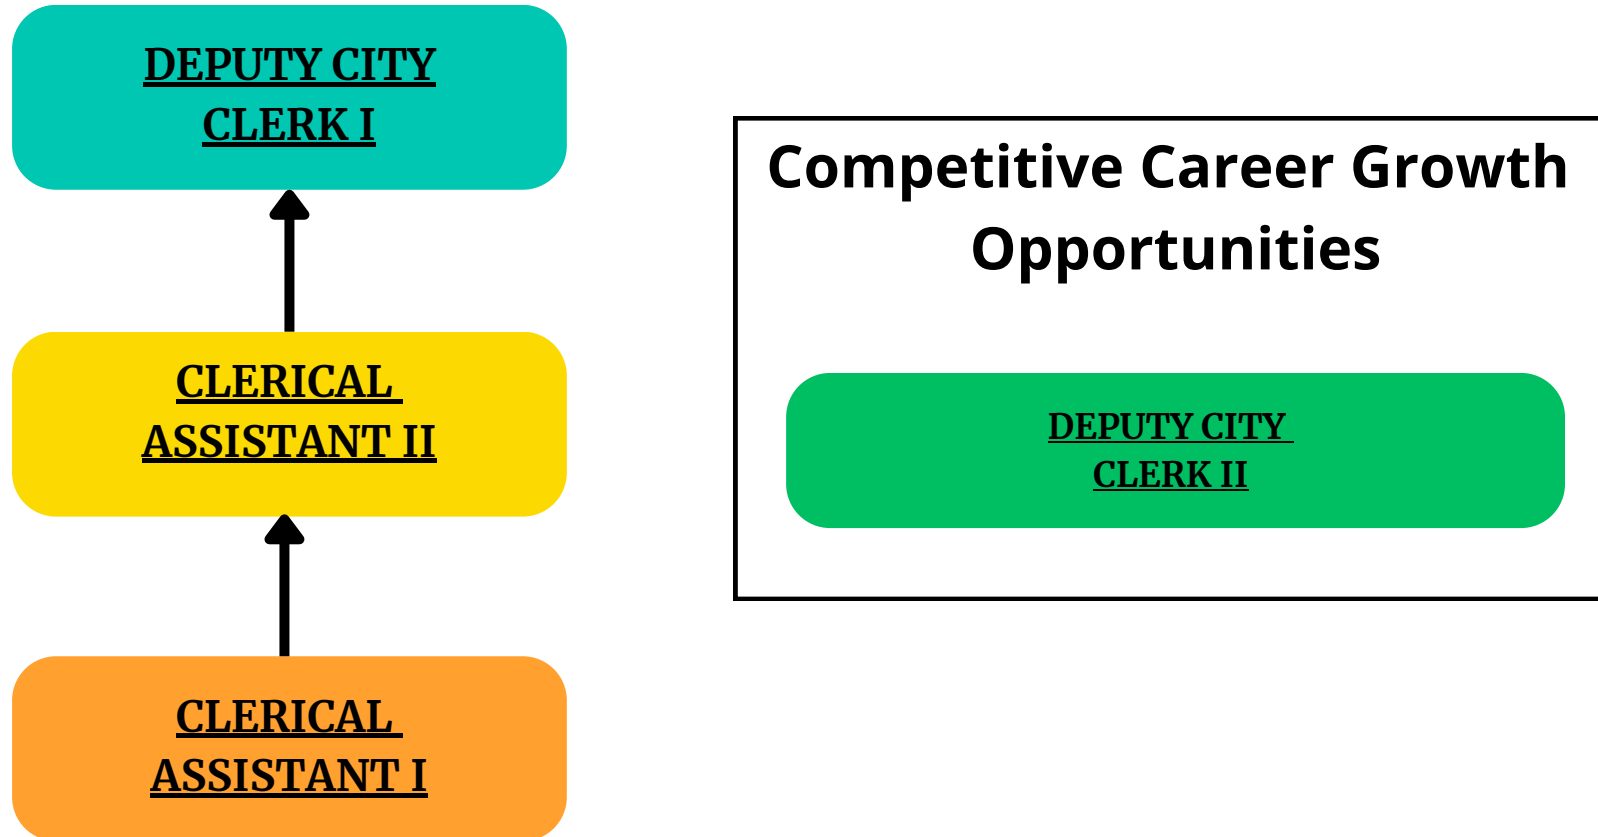 DEPUTY CITY
CLERK I
CLERICAL
ASSISTANT II
CLERICAL
ASSISTANT I
Competitive Career Growth
Opportunities
DEPUTY CITY
CLERK II